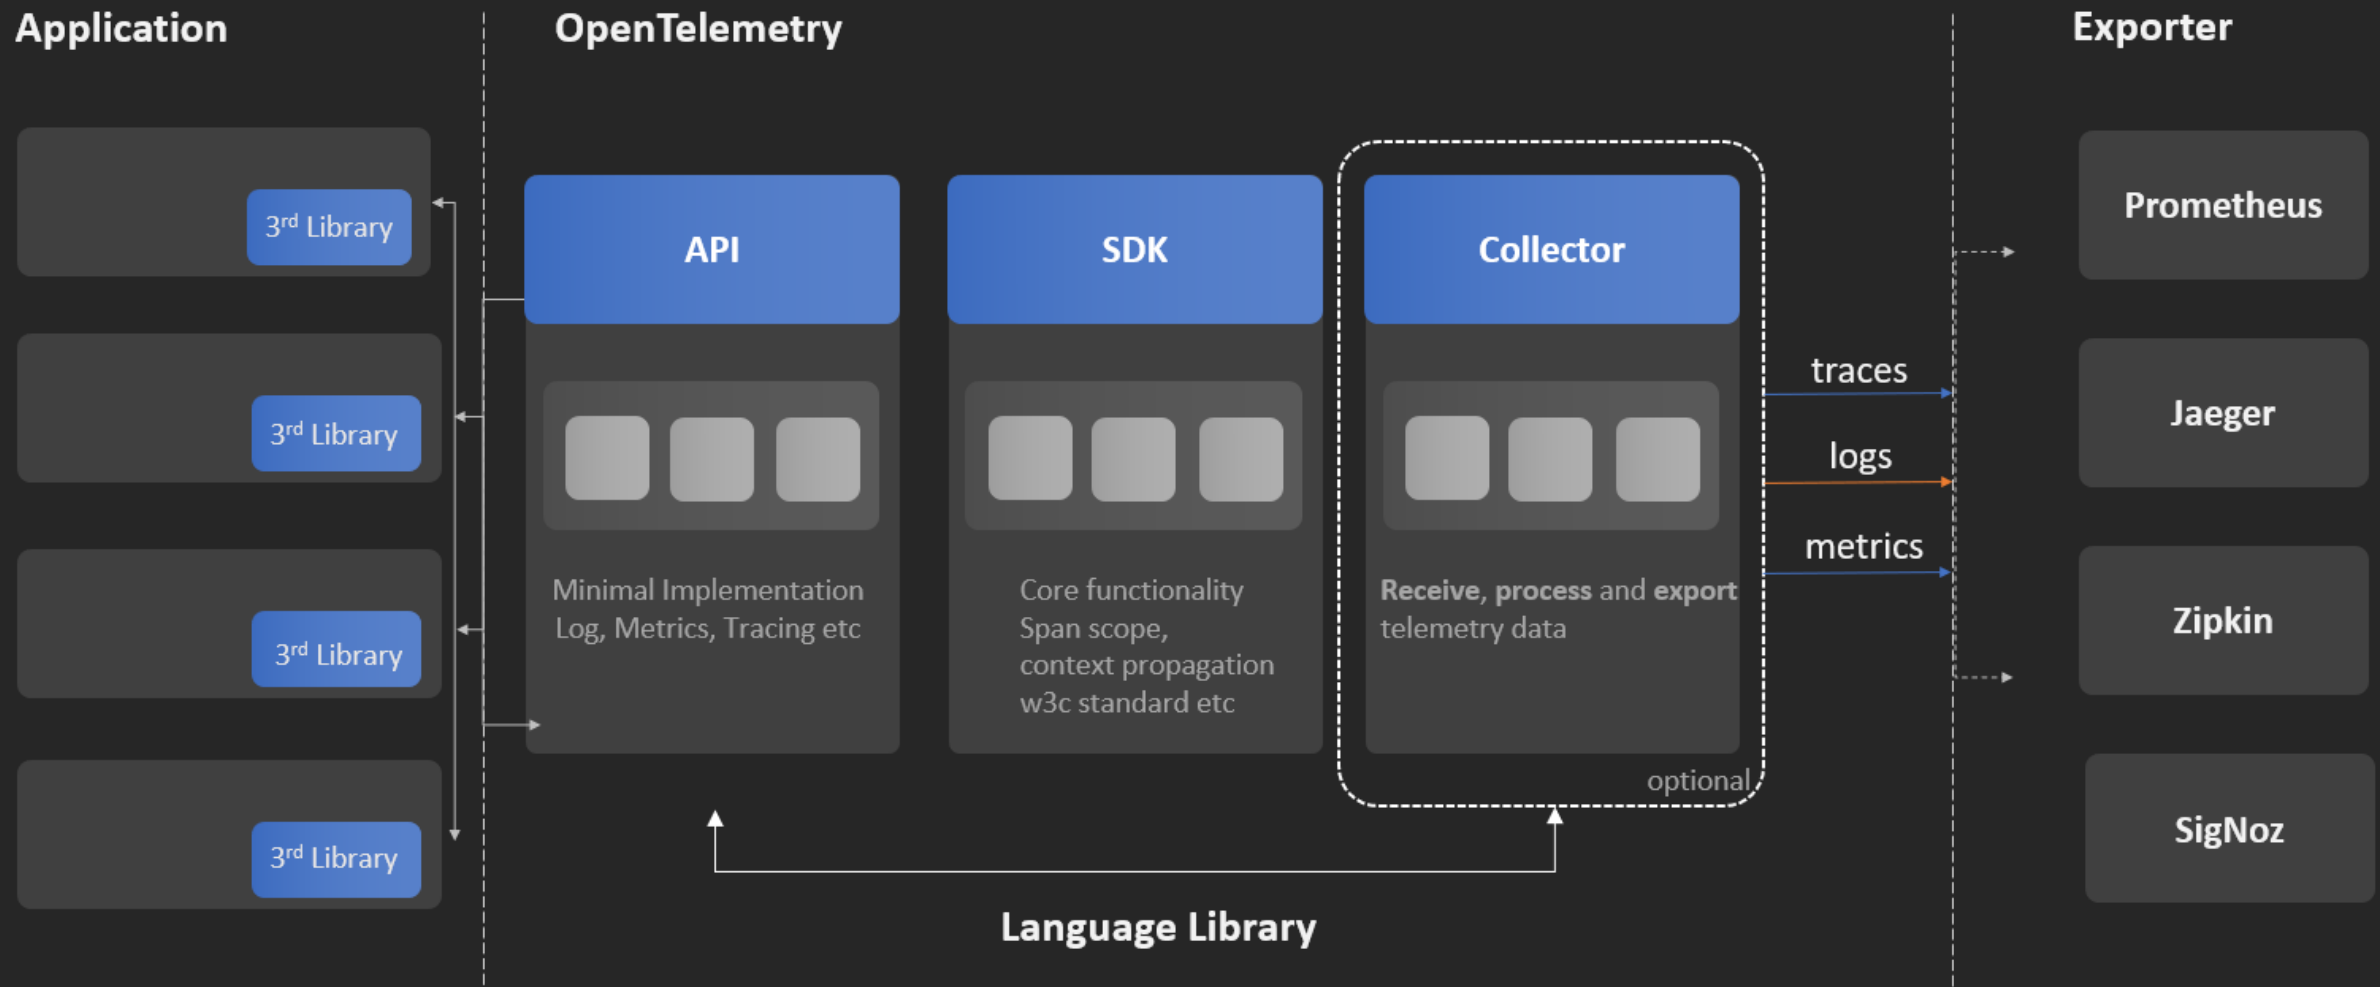 Application
OpenTelemetry
Exporter
3rd Library
3rd Library
3rd Library
3rd Library
API
Minimal Implementation
Log, Metrics, Tracing etc
SDK
Core functionality
Span scope,
context propagation
w3c standard etc
Collector
Receive, process and export
telemetry data
optional
Language Library
traces
logs
metrics
Prometheus
Jaeger
Zipkin
SigNoz